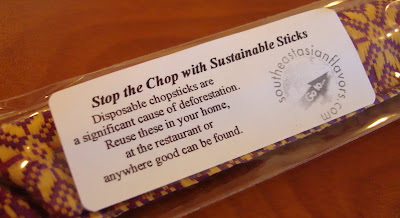 Stop the Chop with Sustainable Sticks
Disposable chopsticks are
a significant cause of deforestation.
Reuse these in your home,
at the restaurant or
anywhere good can be found.
southeastasianflavors.com